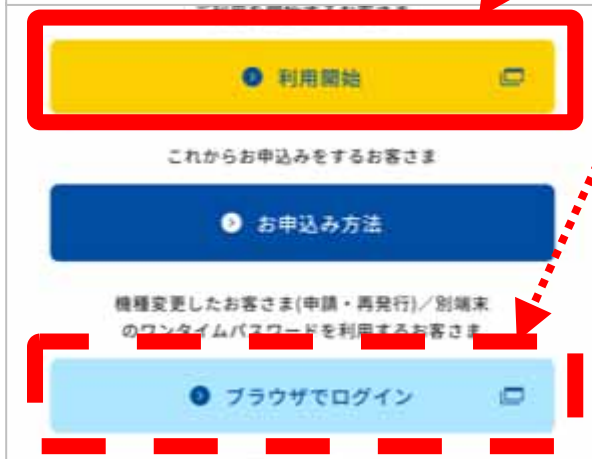 利用開始
これからお申込みをするお客さま
お申込み方法
機種変更したお客さま(申請・再発行)／別端末
のワンタイムパスワードを利用するお客さま
ブラウザでログイン